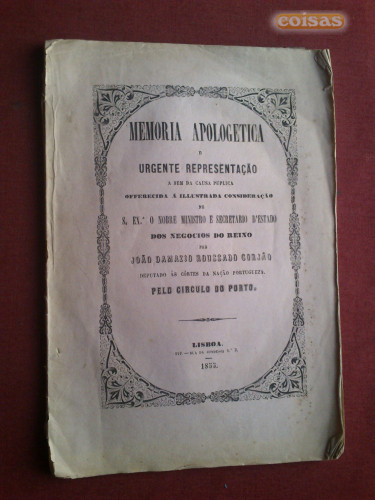 coisas
MEMORIA APOLOGETICA
E
URGENTE REPRESENTAÇÃO
A BEM DA CAUSA PUBLICA
OFFERECIDA Á ILLUSTRADA CONSIDERAÇÃO
DE
S. EX.ª O NOBRE MINISTRO E SECRETARIO D'ESTADO
DOS NEGOCIOS DO REINO
POR
JOÃO DAMAZIO ROUSSADO GORJÃO
DEPUTADO ÁS CÔRTES DA NAÇÃO PORTUGUEZA,
PELO CIRCULO DO PORTO.
LISBOA.
1853.